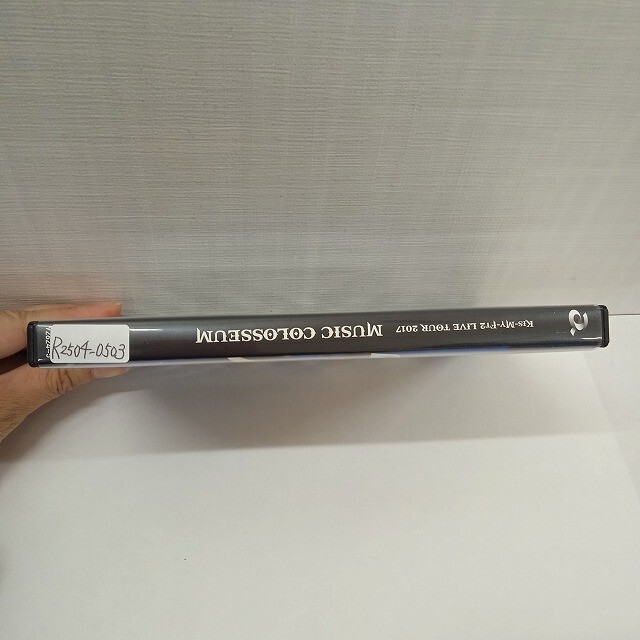 Kis-My-Ft2 LIVE TOUR 2017
MUSIC COLOSSEUM
R2504-0503